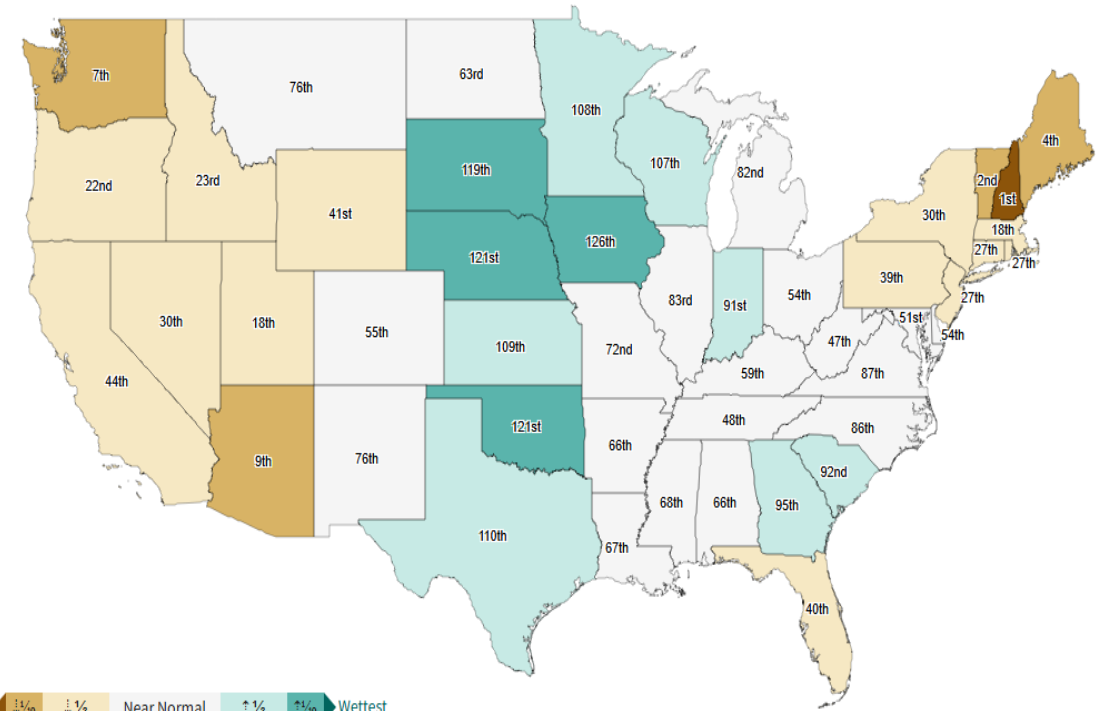 7th
76th
63rd
108th
4th
107th
82nd
119th
2nd
1st
22nd
23rd
41st
30th
18th
126th
27th
27th
121st
39th
27th
83rd
91st
54th
51st
54th
30th
18th
55th
109th
72nd
47th
59th
87th
44th
48th
86th
121st
66th
9th
76th
92nd
68th
66th
95th
110th
67th
40th
Near Normal
Wettest